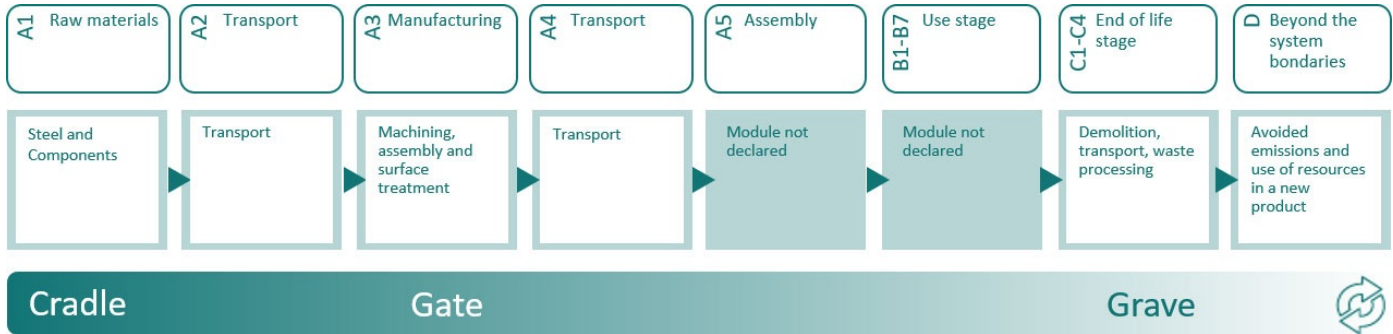 A1 Raw materials
A2 Transport
A3 Manufacturing
A4 Transport
A5 Assembly
B1-B7 Use stage
C1-C4 End of life
stage
D Beyond the
system
bondaries
Steel and
Components
Transport
Machining,
assembly and
surface
treatment
Transport
Module not
declared
Module not
declared
Demolition,
transport, waste
processing
Avoided
emissions and
use of resources
in a new
product
Cradle
Gate
Grave